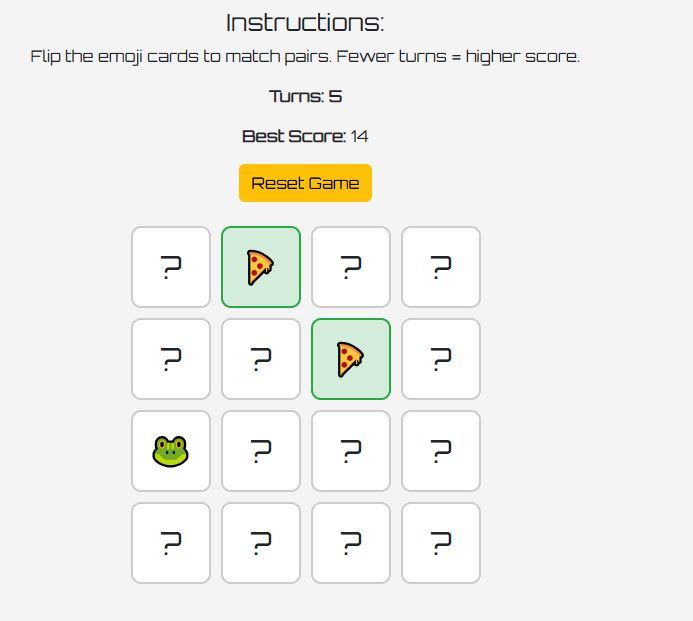 Instructions:
Flip the emoji cards to match pairs. Fewer turns = higher score.
Turns: 5
Best Score: 14
Reset Game
? ? ?
? ? ?
? ? ?
? ? ? ?